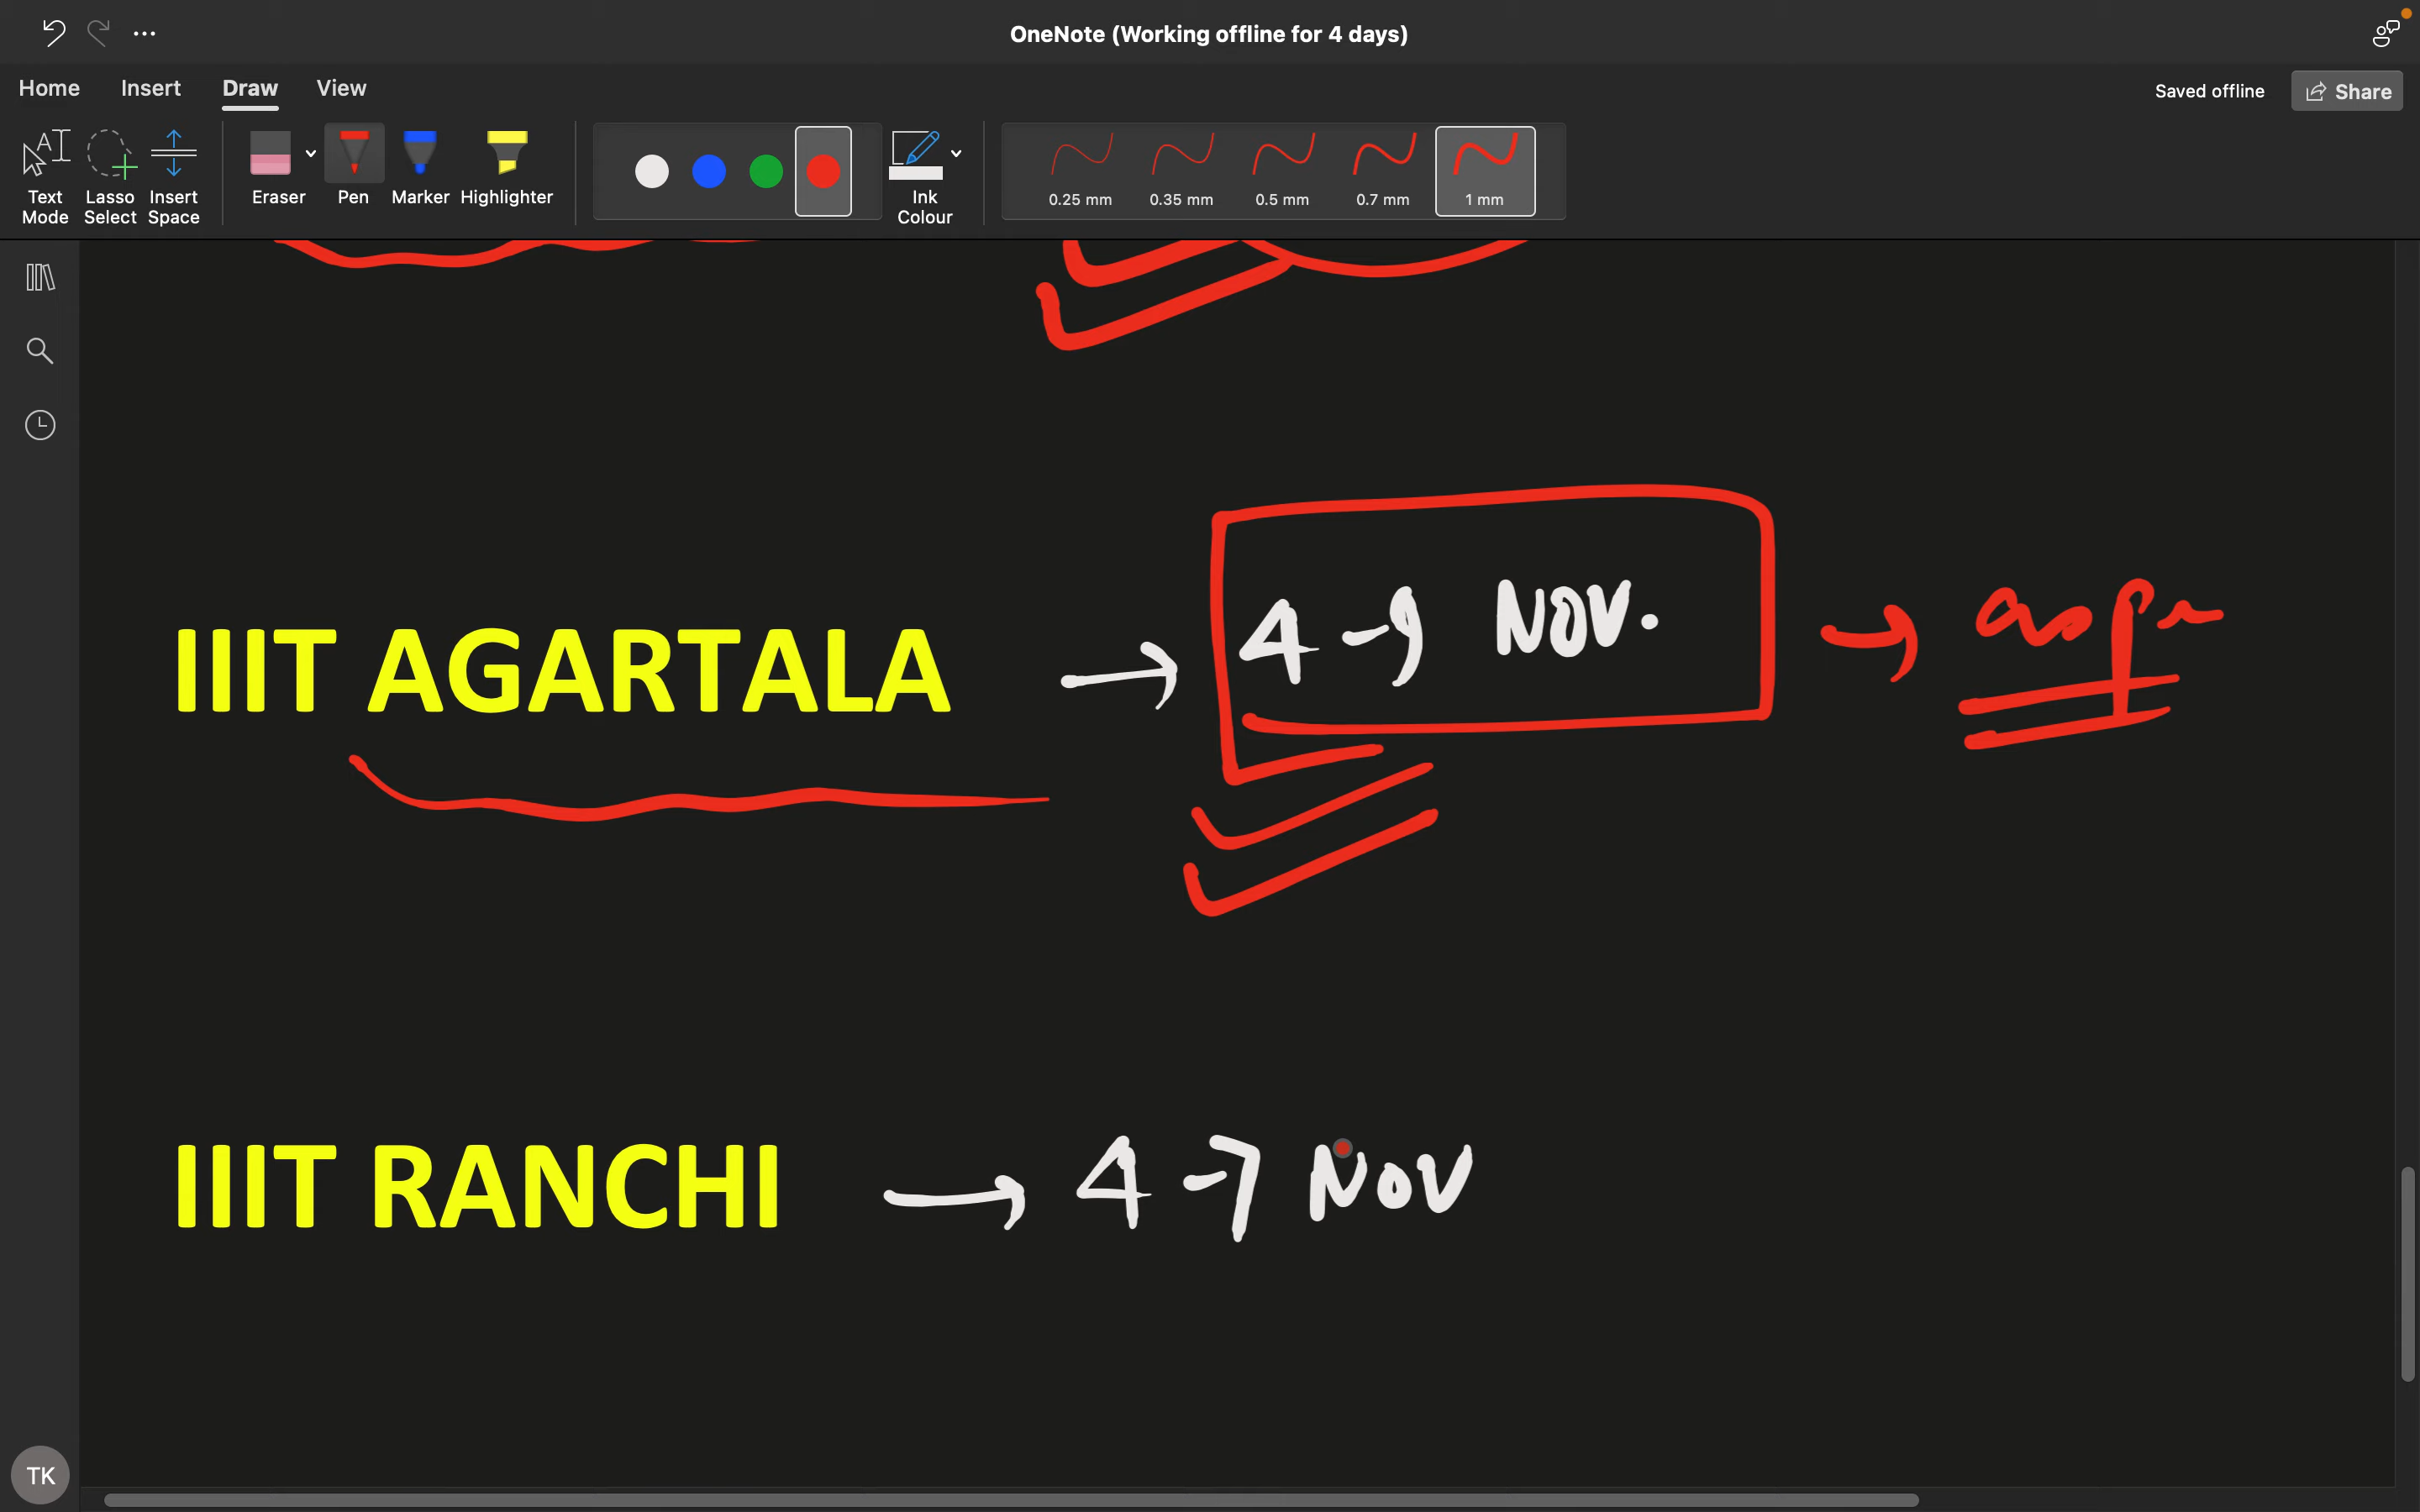 OneNote (Working offline for 4 days)
Home Insert Draw View
Saved offline Share
Text Mode
Lasso Select
Insert Space
Eraser
Pen
Marker
Highlighter
Ink Colour
0.25 mm
0.35 mm
0.5 mm
0.7 mm
1 mm
IIIT AGARTALA → 4-9 NOV. →
IIIT RANCHI → 4-7 NOV
TK